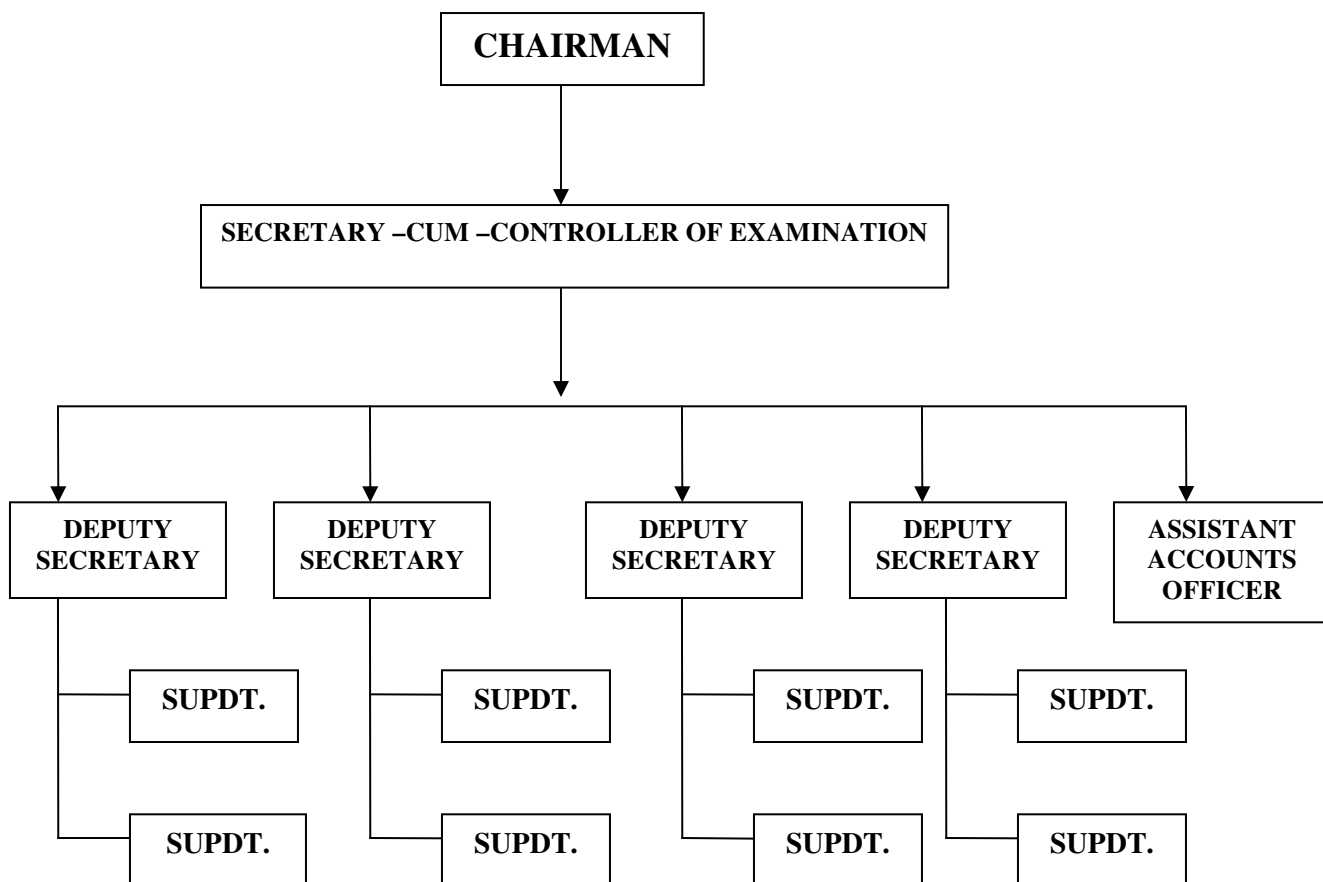 CHAIRMAN
SECRETARY –CUM –CONTROLLER OF EXAMINATION
DEPUTY
SECRETARY
DEPUTY
SECRETARY
DEPUTY
SECRETARY
DEPUTY
SECRETARY
ASSISTANT
ACCOUNTS
OFFICER
SUPDT.
SUPDT.
SUPDT.
SUPDT.
SUPDT.
SUPDT.
SUPDT.
SUPDT.